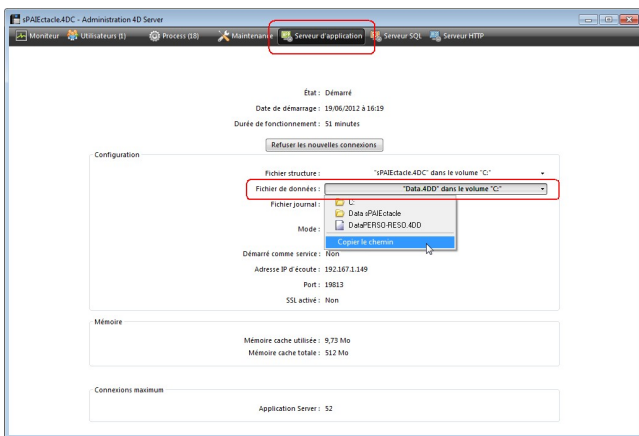 sPAIEctacle.4DC - Administration 4D Server
Moniteur Utilisateurs (1) Process (18) Maintenance Serveur d'application Serveur SQL Serveur HTTP
État : Démarré
Date de démarrage : 19/06/2012 à 16:19
Durée de fonctionnement : 51 minutes
Refuser les nouvelles connexions
Configuration
Fichier structure : "sPAIEctacle.4DC" dans le volume "C:"
Fichier de données : "Data.4DD" dans le volume "C:"
Fichier journal :
C:
Data sPAIEctacle
DataPERSO-RESO.4DD
Mode :
Copier le chemin
Démarré comme service : Non
Adresse IP d'écoute : 192.167.1.149
Port : 19813
SSL activé : Non
Mémoire
Mémoire cache utilisée : 9,73 Mo
Mémoire cache totale : 512 Mo
Connexions maximum
Application Server : 52